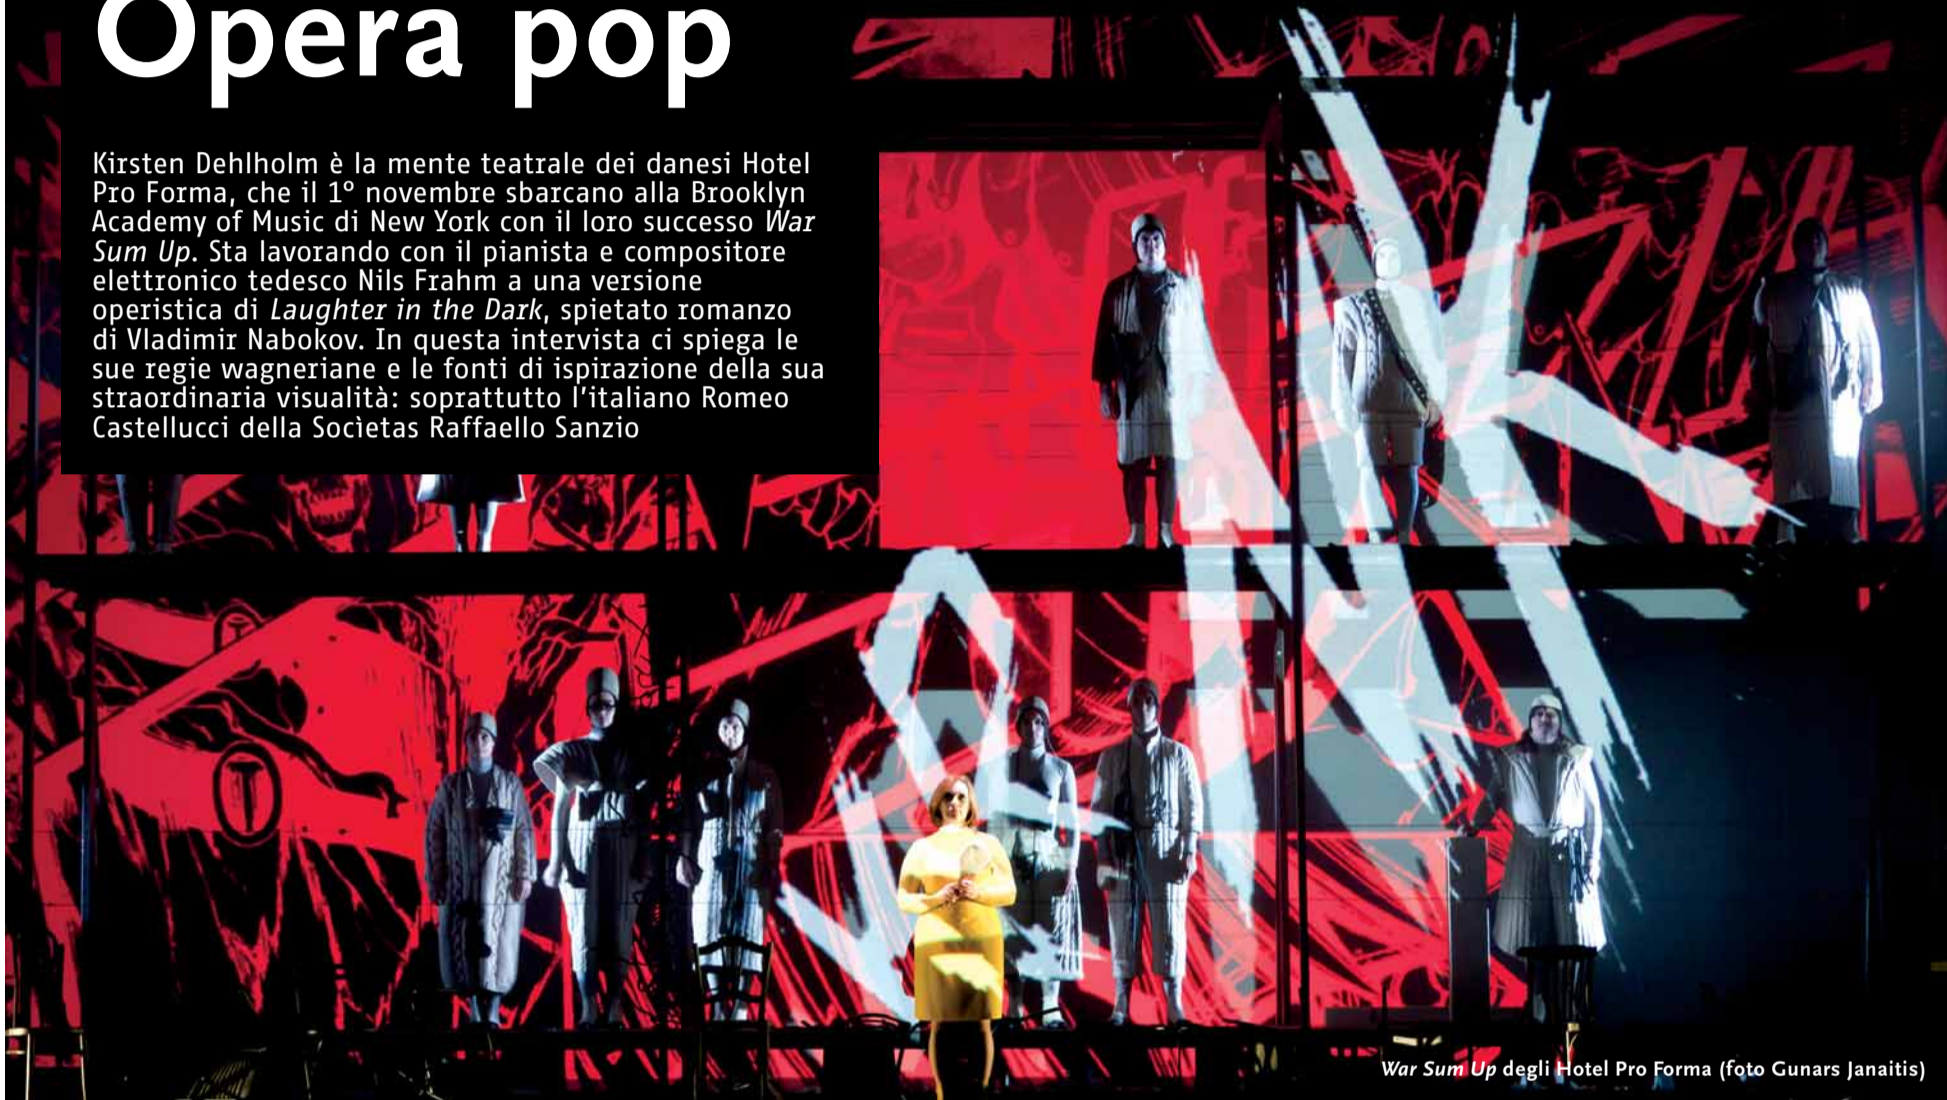 Opera pop
Kirsten Dehlholm è la mente teatrale dei danesi Hotel
Pro Forma, che il 1° novembre sbarcano alla Brooklyn
Academy of Music di New York con il loro successo War
Sum Up. Sta lavorando con il pianista e compositore
elettronico tedesco Nils Frahm a una versione
operistica di Laughter in the Dark, spietato romanzo
di Vladimir Nabokov. In questa intervista ci spiega le
sue regie wagneriane e le fonti di ispirazione della sua
straordinaria visualità: soprattutto l'italiano Romeo
Castellucci della Socìetas Raffaello Sanzio
War Sum Up degli Hotel Pro Forma (foto Gunars Janaitis)